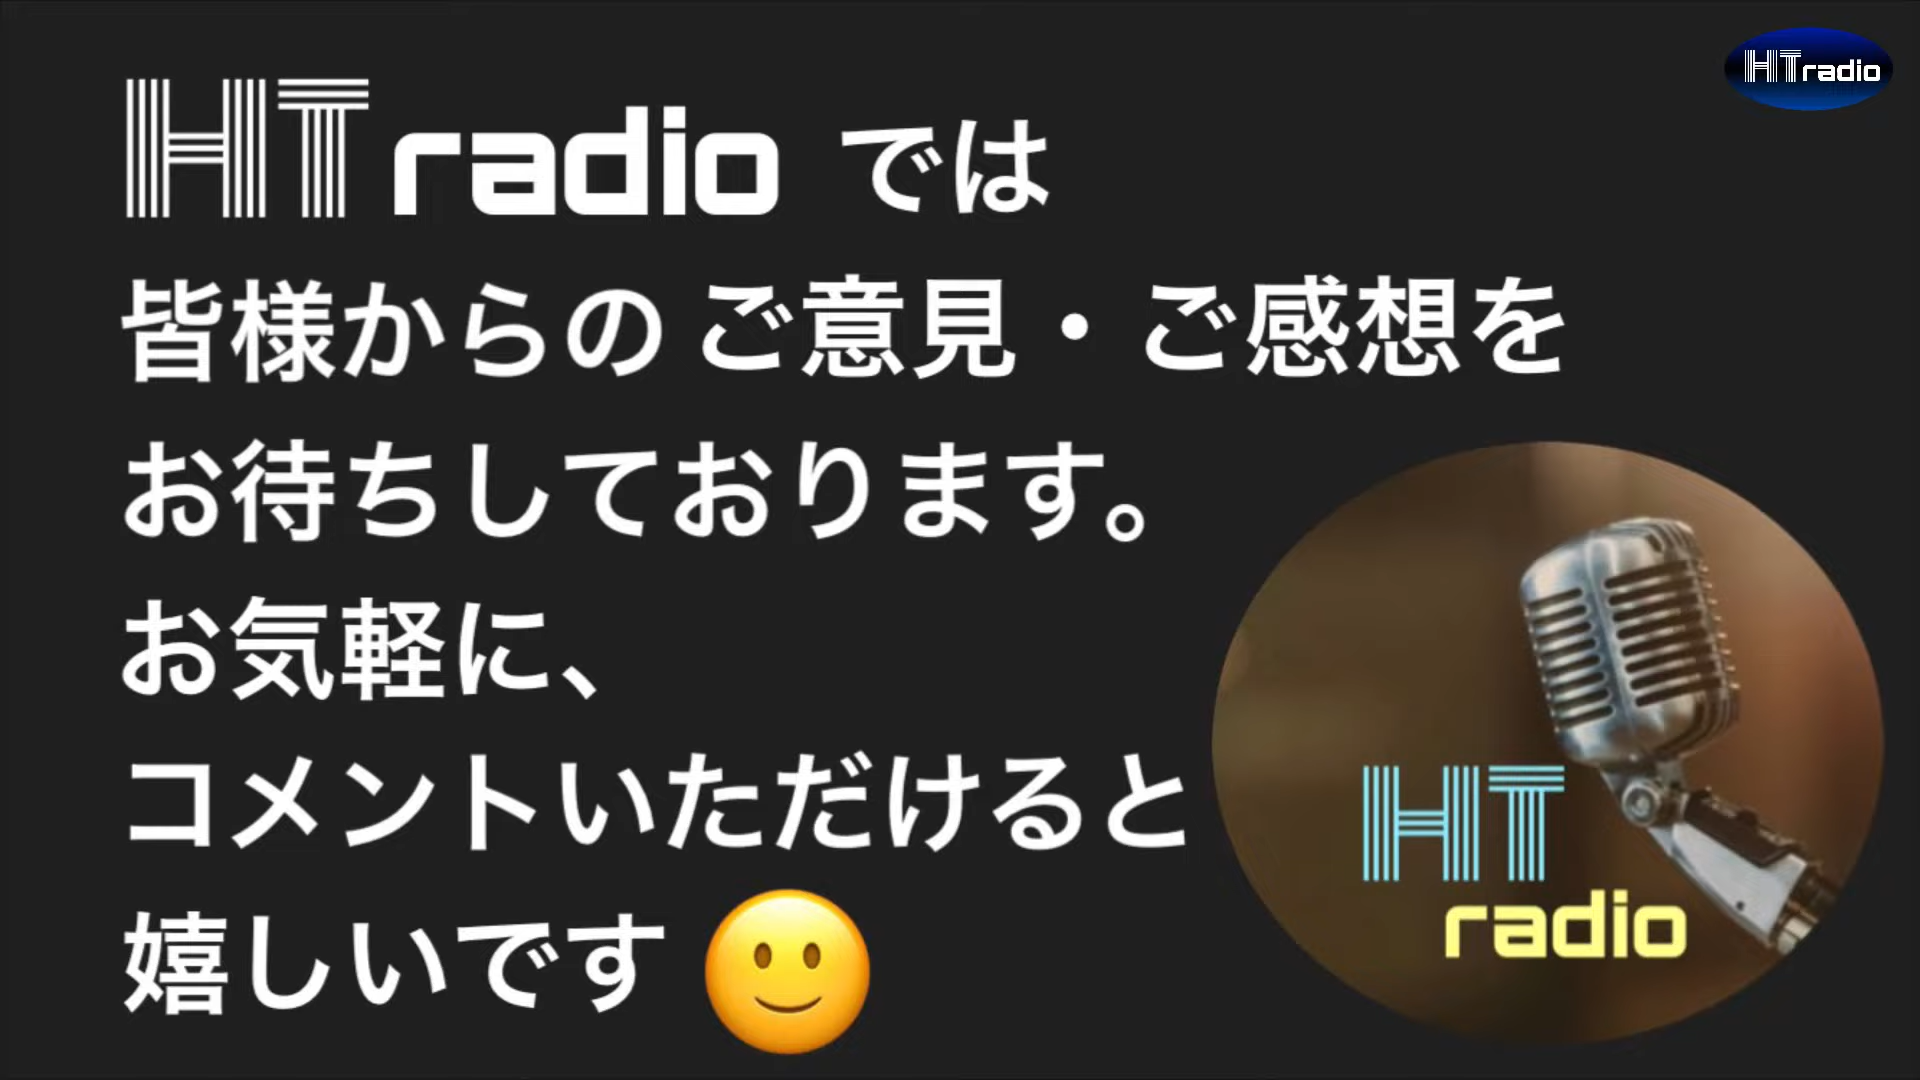 HTradio
HT radio では
皆様からの ご意見・ご感想を
お待ちしております。
お気軽に、
コメントいただけると
嬉しいです
HT
radio